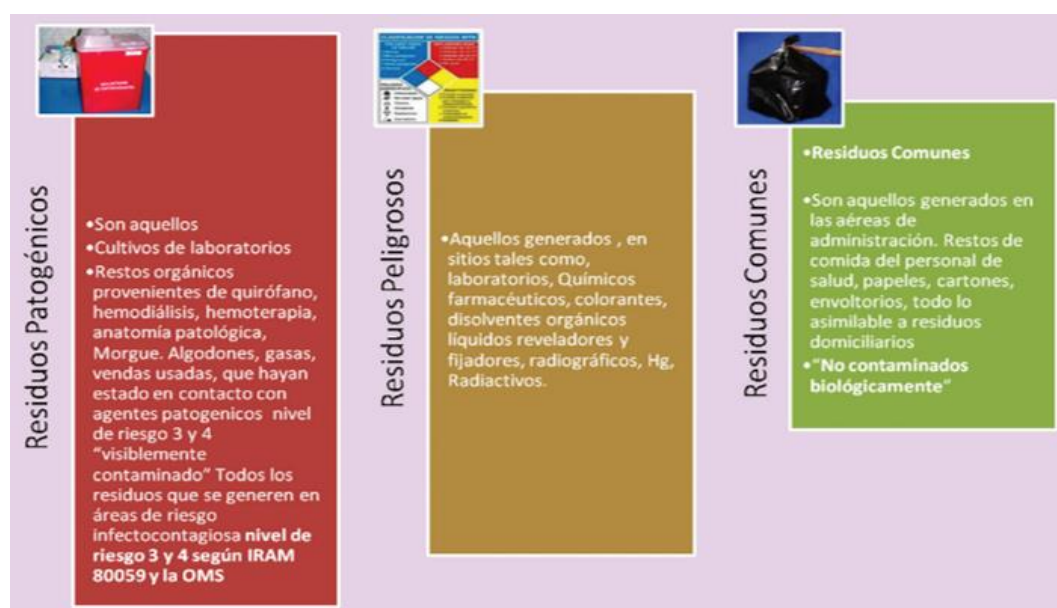 Residuos Patogénicos
•Son aquellos
•Cultivos de laboratorios
•Restos orgánicos
provenientes de quirófano,
hemodiálisis, hemoterapia,
anatomía patológica,
Morgue. Algodones, gasas,
vendas usadas, que hayan
estado en contacto con
agentes patogenicos nivel
de riesgo 3 y 4
“visiblemente
contaminado” Todos los
residuos que se generen en
áreas de riesgo
infectocontagiosa nivel de
riesgo 3 y 4 según IRAM
80059 y la OMS
Residuos Peligrosos
•Aquellos generados , en
sitios tales como,
laboratorios, Químicos
farmacéuticos, colorantes,
disolventes orgánicos
líquidos reveladores y
fijadores, radiográficos, Hg,
Radiactivos.
Residuos Comunes
•Residuos Comunes
•Son aquellos generados en
las aéreas de
administración. Restos de
comida del personal de
salud, papeles, cartones,
envoltorios, todo lo
asimilable a residuos
domiciliarios
•“No contaminados
biológicamente”